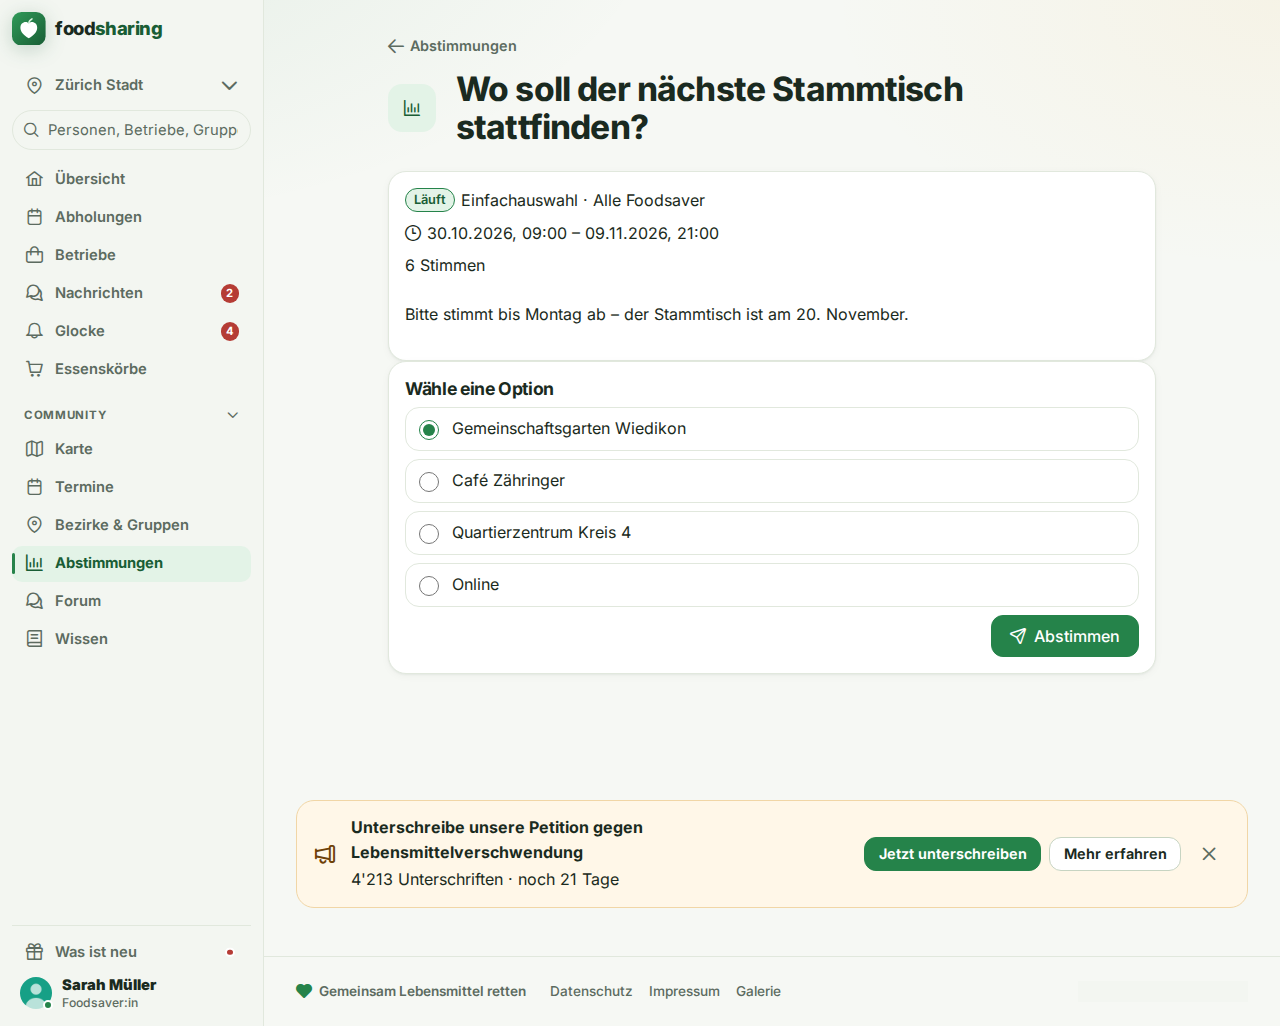 foodsharing
Zürich Stadt
Personen, Betriebe, Grupp
Übersicht
Abholungen
Betriebe
Nachrichten 2
Glocke 4
Essenskörbe
COMMUNITY
Karte
Termine
Bezirke & Gruppen
Abstimmungen
Forum
Wissen
Was ist neu
Sarah Müller
Foodsaver:in
Abstimmungen
Wo soll der nächste Stammtisch
stattfinden?
Läuft Einfachauswahl · Alle Foodsaver
30.10.2026, 09:00 – 09.11.2026, 21:00
6 Stimmen
Bitte stimmt bis Montag ab – der Stammtisch ist am 20. November.
Wähle eine Option
Gemeinschaftsgarten Wiedikon
Café Zähringer
Quartierzentrum Kreis 4
Online
Abstimmen
Unterschreibe unsere Petition gegen
Lebensmittelverschwendung
4'213 Unterschriften · noch 21 Tage
Jetzt unterschreiben Mehr erfahren
Gemeinsam Lebensmittel retten Datenschutz Impressum Galerie